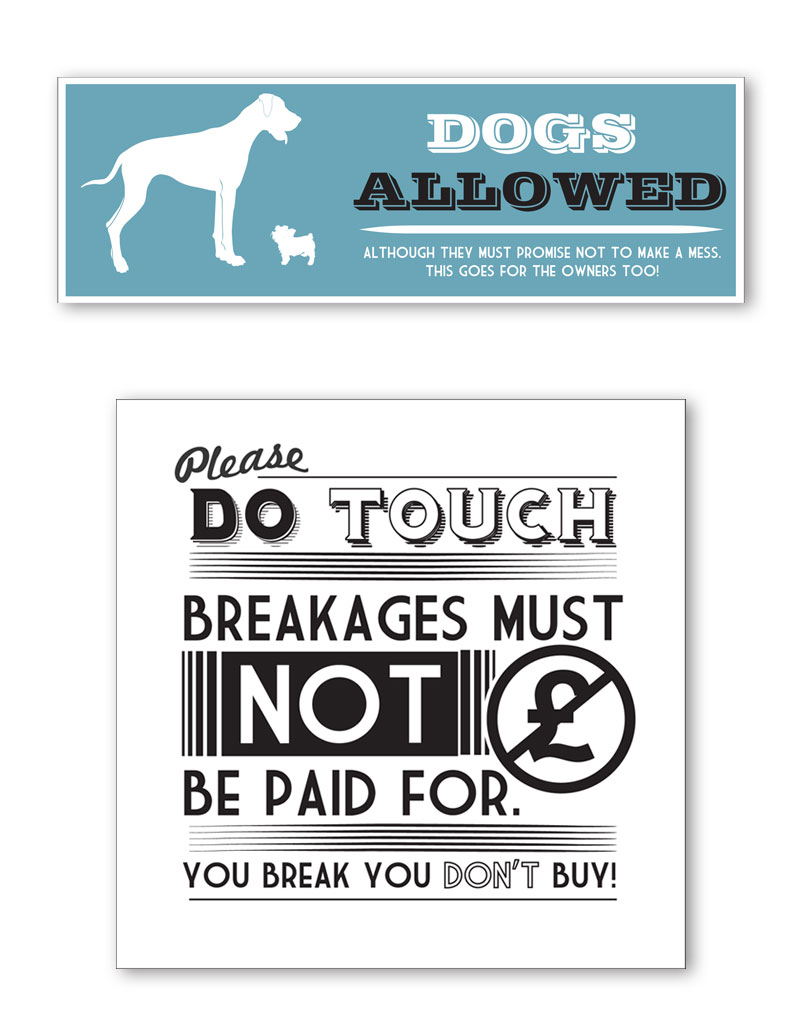 DOGS
ALLOWED
ALTHOUGH THEY MUST PROMISE NOT TO MAKE A MESS.
THIS GOES FOR THE OWNERS TOO!
Please
DO TOUCH
BREAKAGES MUST
NOT £
BE PAID FOR.
YOU BREAK YOU DON'T BUY!